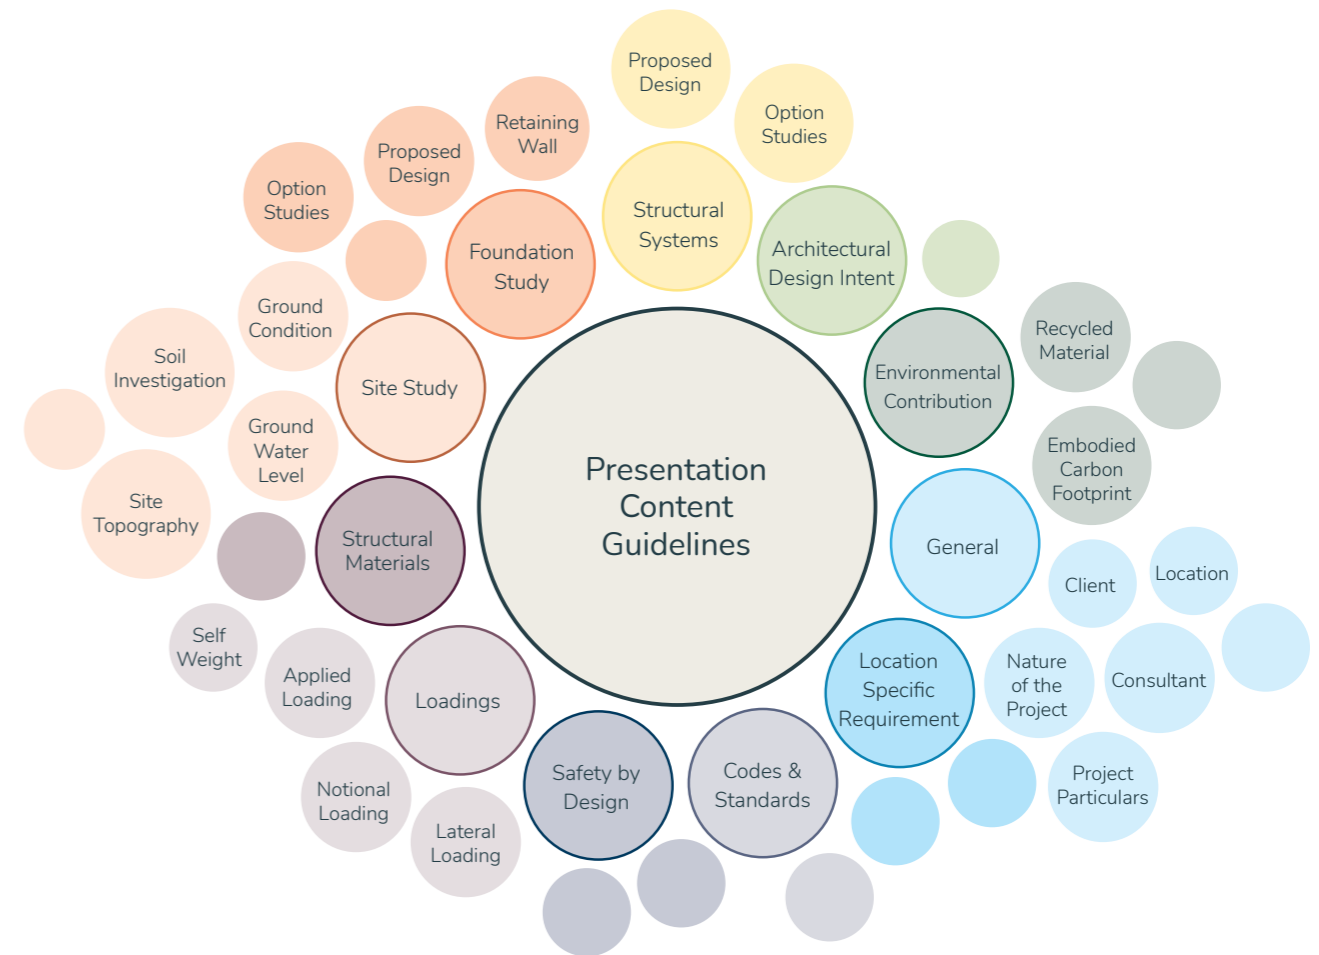 Proposed
Design
Option
Studies
Retaining
Wall
Proposed
Design
Option
Studies
Structural
Systems
Architectural
Design Intent
Foundation
Study
Ground
Condition
Recycled
Material
Soil
Investigation
Site Study
Environmental
Contribution
Ground
Water
Level
Embodied
Carbon
Footprint
Presentation
Content
Guidelines
Site
Topography
Structural
Materials
General
Client
Location
Self
Weight
Applied
Loading
Loadings
Location
Specific
Requirement
Nature
of the
Project
Consultant
Notional
Loading
Safety by
Design
Codes &
Standards
Project
Particulars
Lateral
Loading